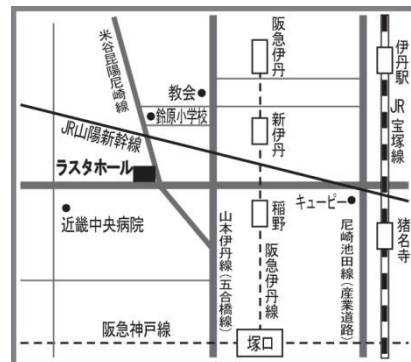 米谷昆陽尼崎線
阪急伊丹
伊丹駅
教会
鈴原小学校
新伊丹
JR宝塚線
JR山陽新幹線
ラスタホール
キューピー
稲野
近畿中央病院
猪名寺
山本伊丹線(五合橋線)
阪急伊丹線
尼崎池田線(産業道路)
阪急神戸線
塚口